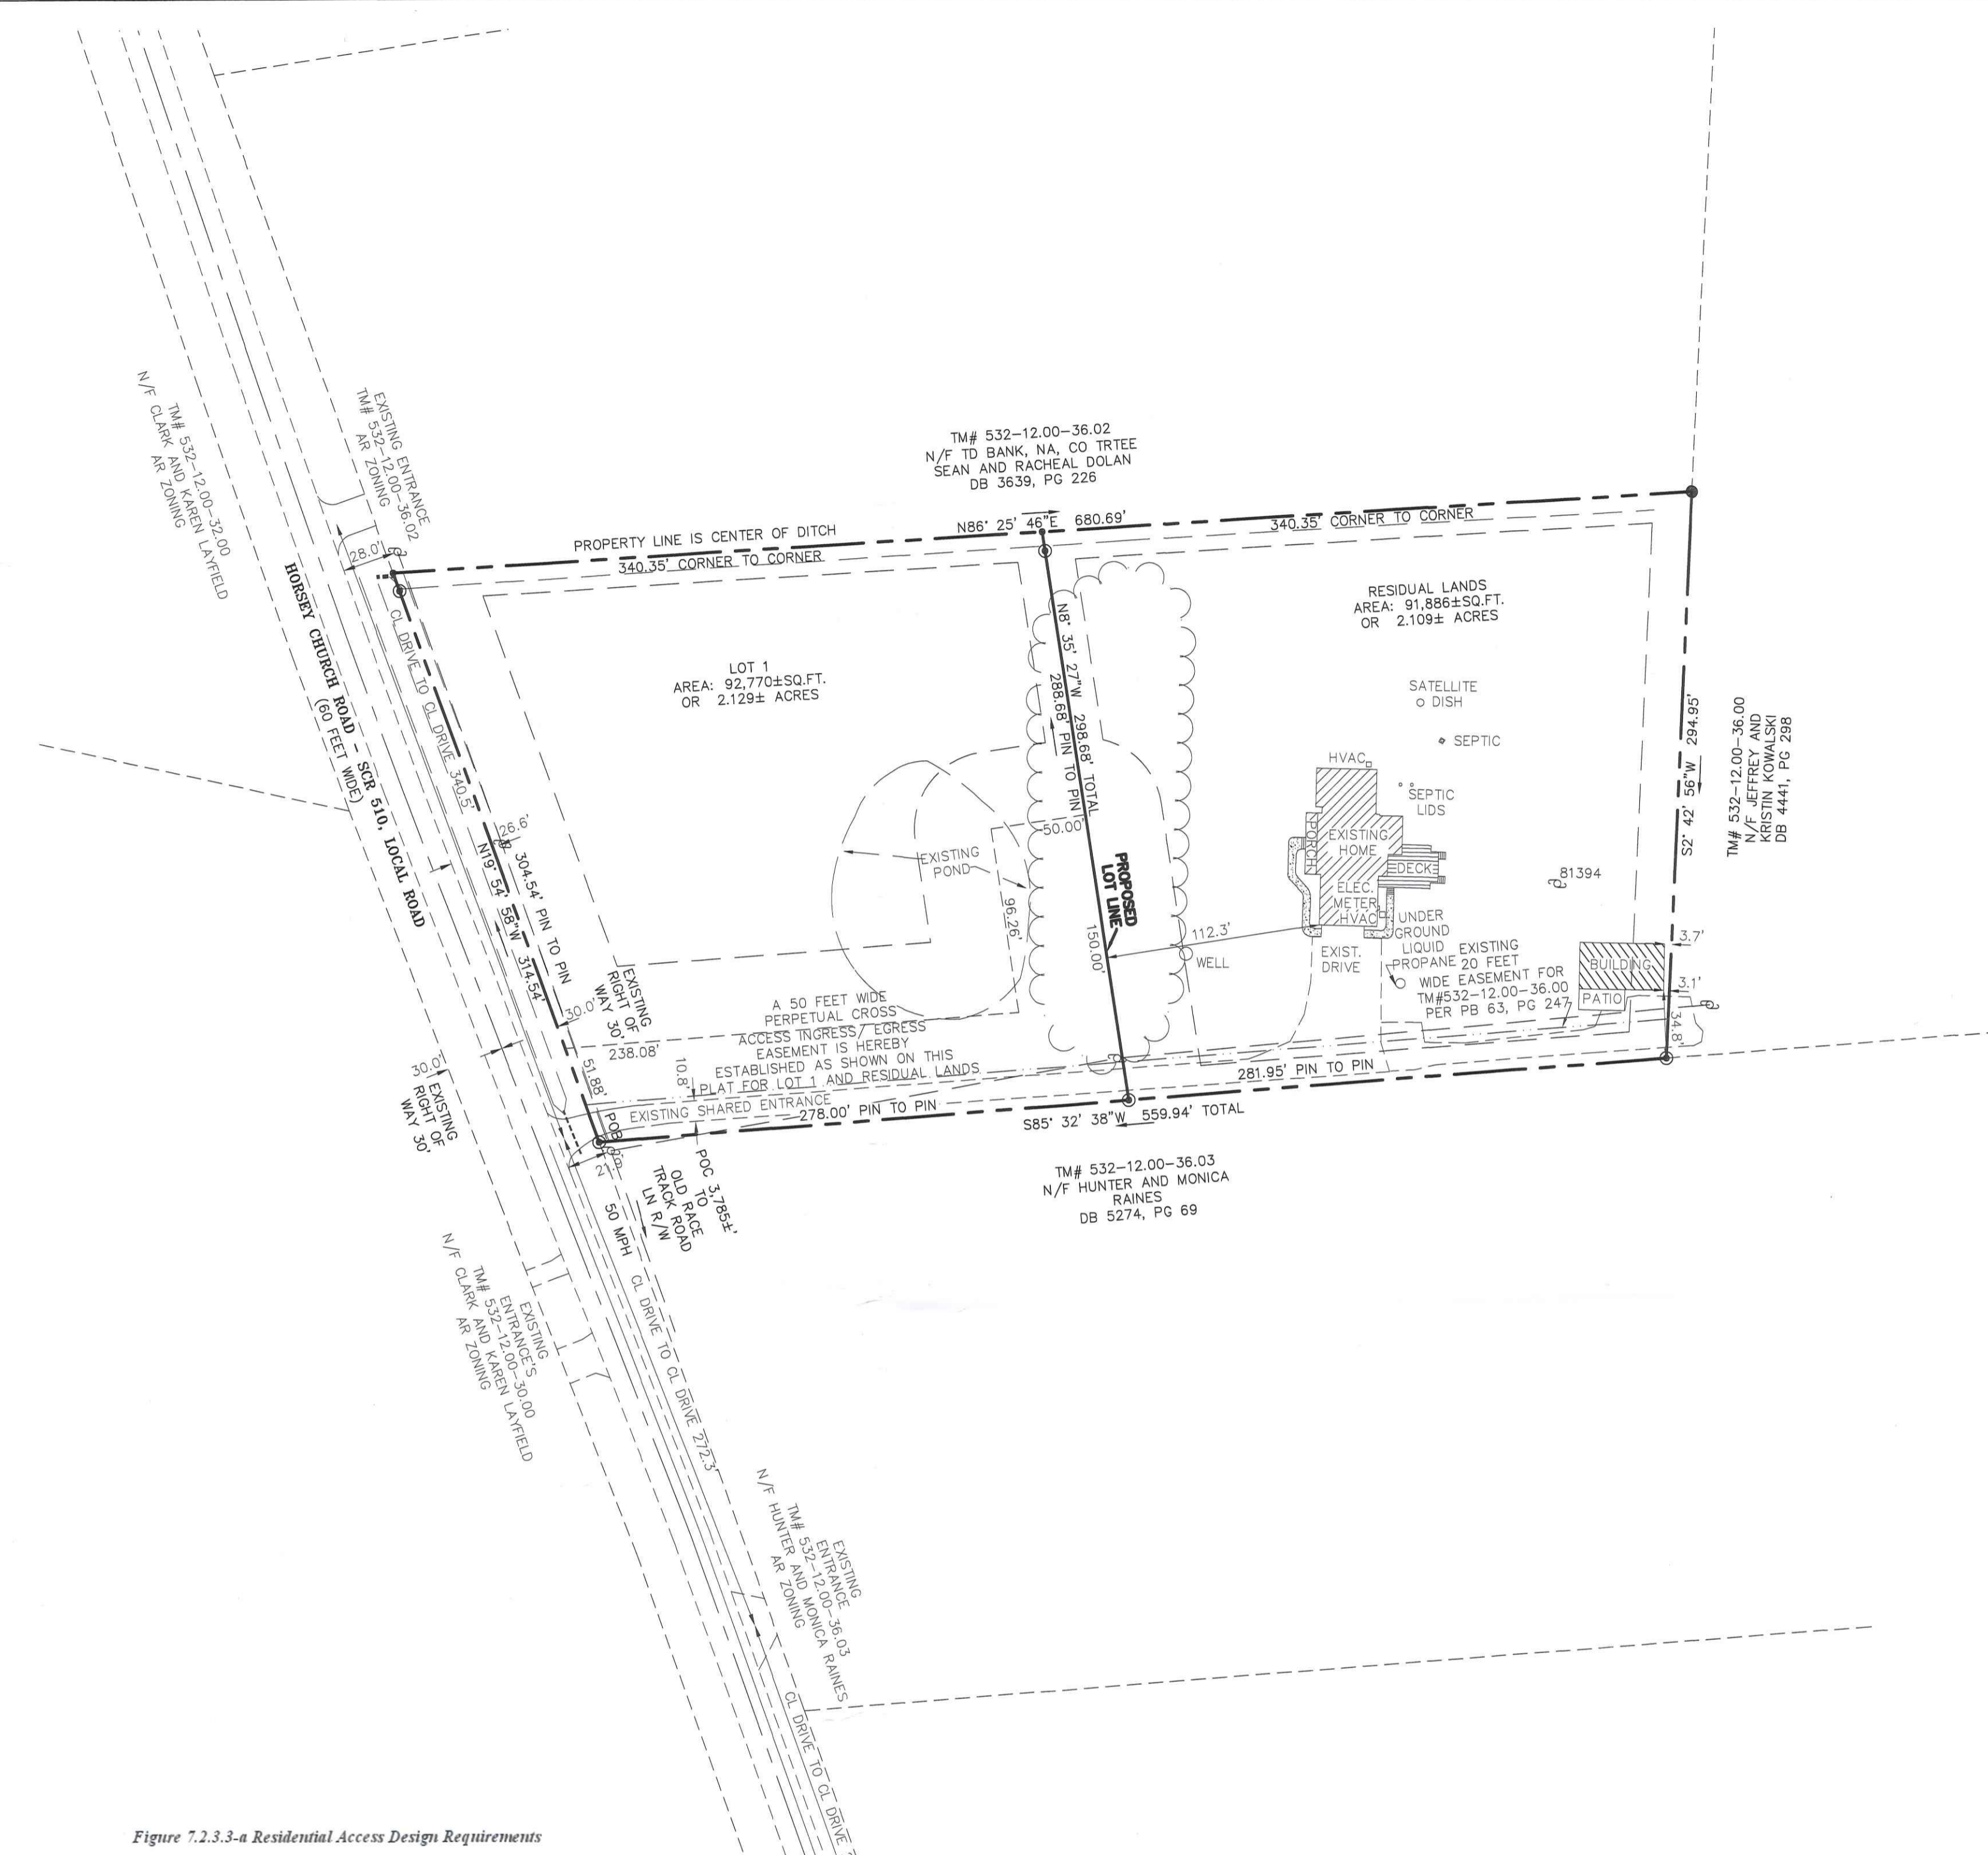 TM# 532-12.00-32.00
N/F CLARK AND KAREN LAYFIELD
AR ZONING
EXISTING ENTRANCE
TM# 532-12.00-36.02
AR ZONING
28.0'
HORSEY CHURCH ROAD - SCR 510, LOCAL ROAD
(60 FEET WIDE)
TM# 532-12.00-36.02
N/F TD BANK, NA, CO TRTEE
SEAN AND RACHEAL DOLAN
DB 3639, PG 226
PROPERTY LINE IS CENTER OF DITCH
N86° 25' 46"E 680.69'
340.35' CORNER TO CORNER
340.35' CORNER TO CORNER
CL DRIVE TO CL DRIVE 340.5'
LOT 1
AREA: 92,770±SQ.FT.
OR 2.129± ACRES
RESIDUAL LANDS
AREA: 91,886±SQ.FT.
OR 2.109± ACRES
N8° 35' 27"W 298.68' TOTAL
288.68' PIN TO PIN
SATELLITE
DISH
SEPTIC
HVAC
SEPTIC
LIDS
PORCH
EXISTING
HOME
DECK
ELEC.
METER
HVAC
81394
S2° 42' 56"W 294.95'
TM# 532-12.00-36.00
N/F JEFFREY AND
KRISTIN KOWALSKI
DB 4441, PG 298
26.6'
N19° 54' 58"W 314.54'
304.54' PIN TO PIN
EXISTING
POND
50.00'
96.26'
150.00'
PROPOSED
LOT LINE
112.3'
WELL
EXIST.
DRIVE
UNDER
GROUND
LIQUID
PROPANE
EXISTING
20 FEET
WIDE EASEMENT FOR
TM#532-12.00-36.00
PER PB 63, PG 247
BUILDING
PATIO
3.7'
3.1'
34.8'
30.0'
EXISTING
RIGHT OF
WAY 30'
A 50 FEET WIDE
PERPETUAL CROSS
ACCESS INGRESS/ EGRESS
EASEMENT IS HEREBY
ESTABLISHED AS SHOWN ON THIS
PLAT FOR LOT 1 AND RESIDUAL LANDS
238.08'
10.8'
51.88'
30.0'
EXISTING
RIGHT OF
WAY 30'
EXISTING SHARED ENTRANCE
278.00' PIN TO PIN
281.95' PIN TO PIN
S85° 32' 38"W 559.94' TOTAL
POB
POC 3,785±'
TO
OLD RACE
TRACK ROAD
LN R/W
50 MPH
TM# 532-12.00-36.03
N/F HUNTER AND MONICA
RAINES
DB 5274, PG 69
EXISTING
ENTRANCE'S
TM# 532-12.00-30.00
N/F CLARK AND KAREN LAYFIELD
AR ZONING
CL DRIVE TO CL DRIVE 272.3'
EXISTING
ENTRANCE
TM# 532-12.00-36.03
N/F HUNTER AND MONICA RAINES
AR ZONING
CL DRIVE TO CL DRIVE
Figure 7.2.3.3-a Residential Access Design Requirements